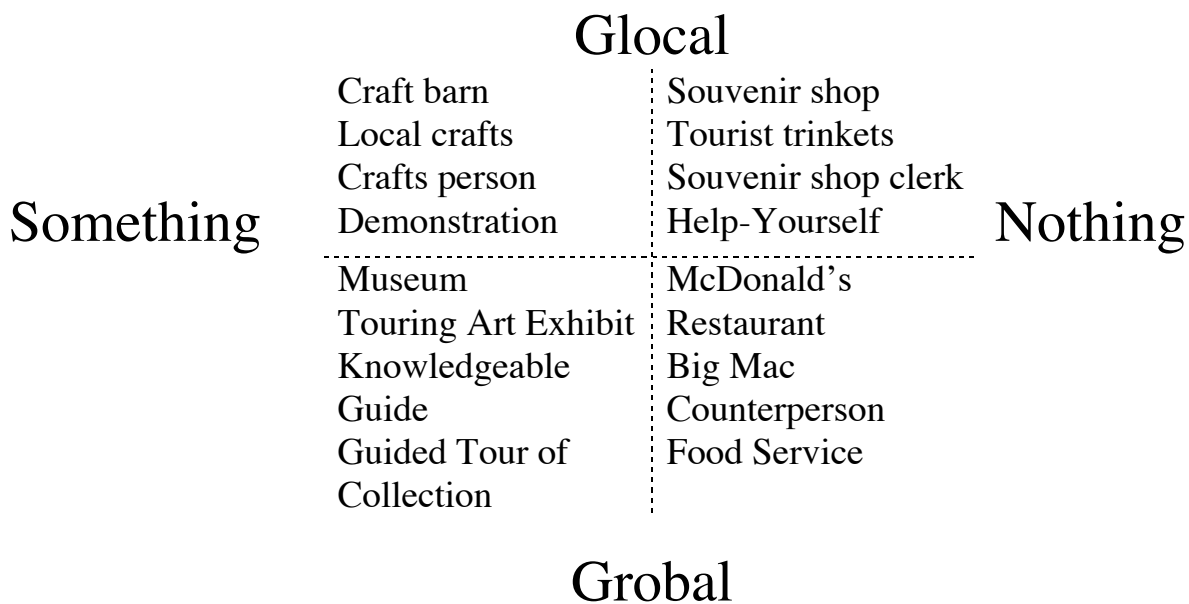 Glocal
Craft barn
Local crafts
Crafts person
Demonstration
Souvenir shop
Tourist trinkets
Souvenir shop clerk
Help-Yourself
Something
Nothing
Museum
Touring Art Exhibit
Knowledgeable
Guide
Guided Tour of
Collection
McDonald’s
Restaurant
Big Mac
Counterperson
Food Service
Grobal